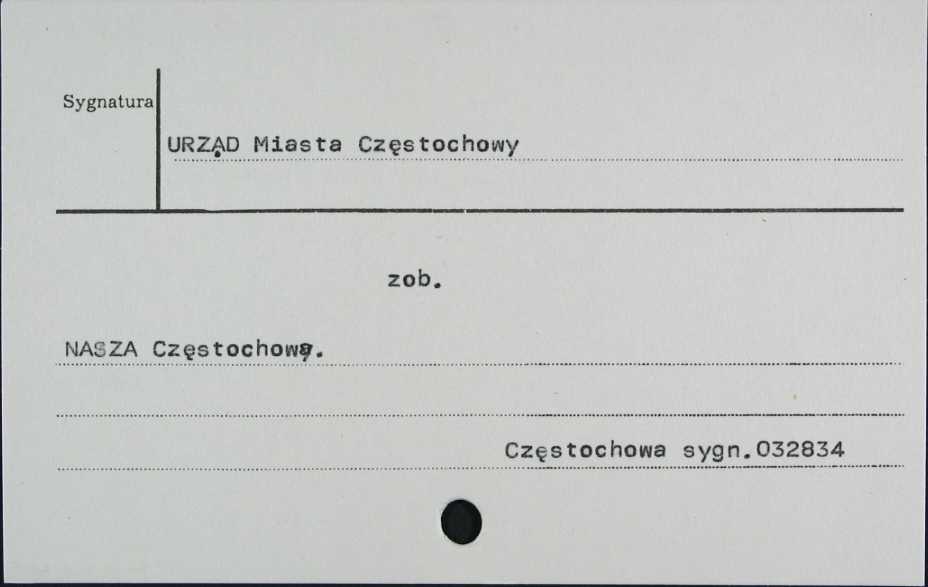 Sygnatura
URZĄD Miasta Częstochowy
zob.
NASZA Częstochowa.
Częstochowa sygn.032834